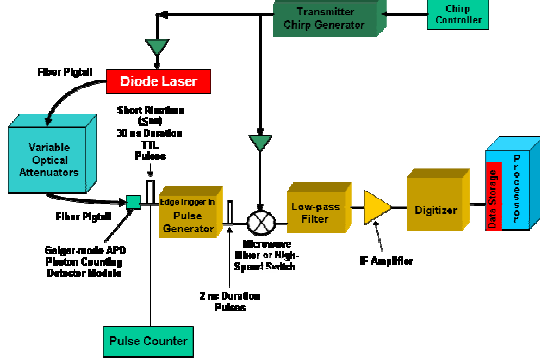 Transmitter
Chirp Generator
Chirp
Controller
Fiber Pigtail
Diode Laser
Short Risetime
30 ns Duration
TTL
Pulses
Variable
Optical
Attenuators
Fiber Pigtail
Edge Trigger In
Pulse
Generator
Low-pass
Filter
Digitizer
Data Storage
Processor
Geiger-mode APD
Photon Counting
Detector Module
Microwave
Mixer or High-
Speed Switch
IF Amplifier
2 ns Duration
Pulses
Pulse Counter